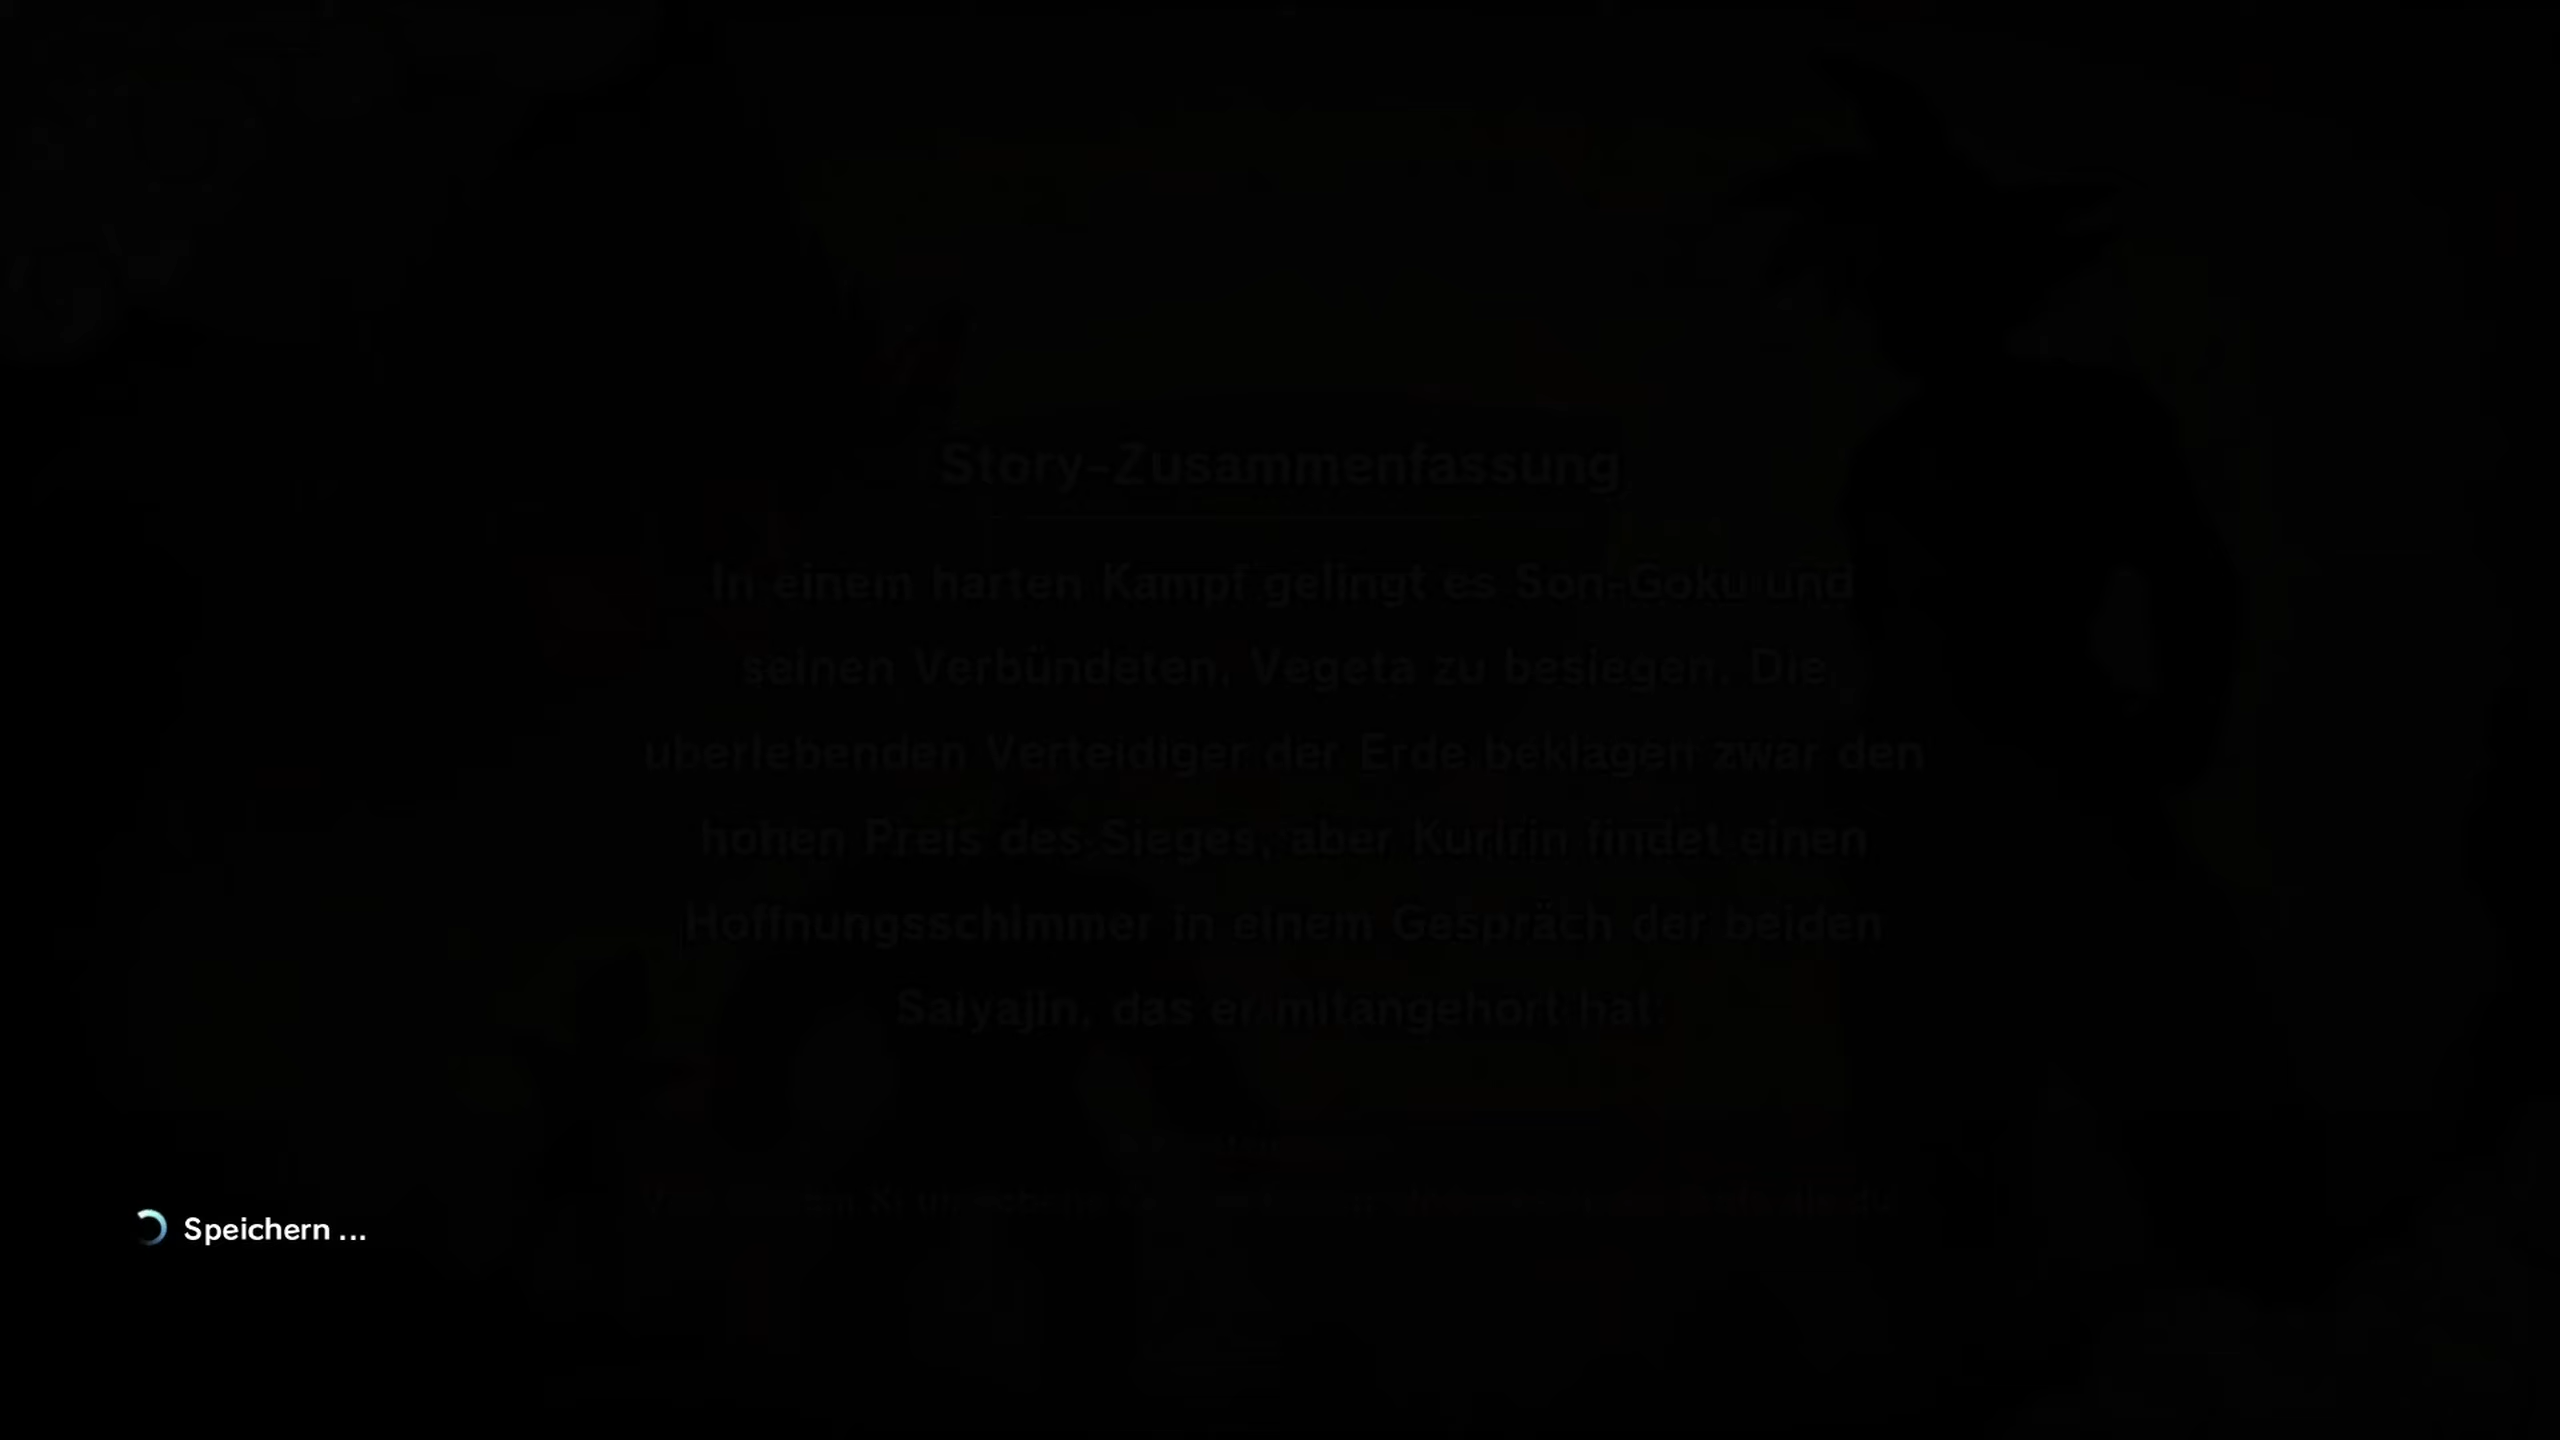 Story-Zusammenfassung
In einem harten Kampf gelingt es Son-Goku und
seinen Verbündeten, Vegeta zu besiegen. Die
überlebenden Verteidiger der Erde beklagen zwar den
hohen Preis des Sieges, aber Kuririn findet einen
Hoffnungsschimmer in einem Gespräch der beiden
Saiyajin, das er mitangehört hat.
Speichern ...